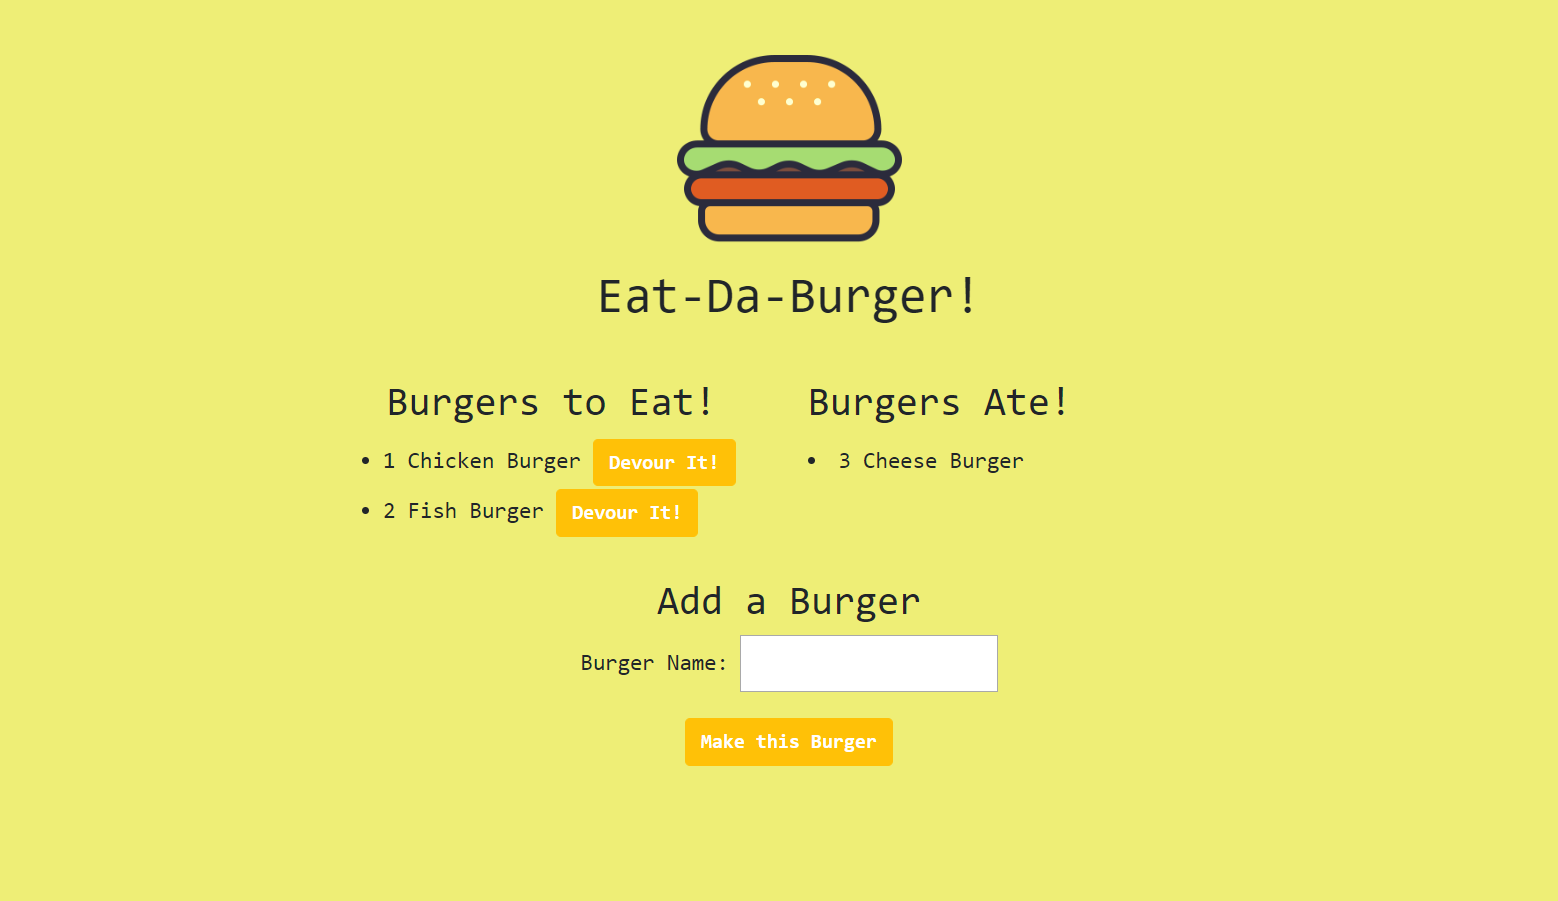 Eat-Da-Burger!
Burgers to Eat!
1 Chicken Burger Devour It!
2 Fish Burger Devour It!
Burgers Ate!
3 Cheese Burger
Add a Burger
Burger Name:
Make this Burger